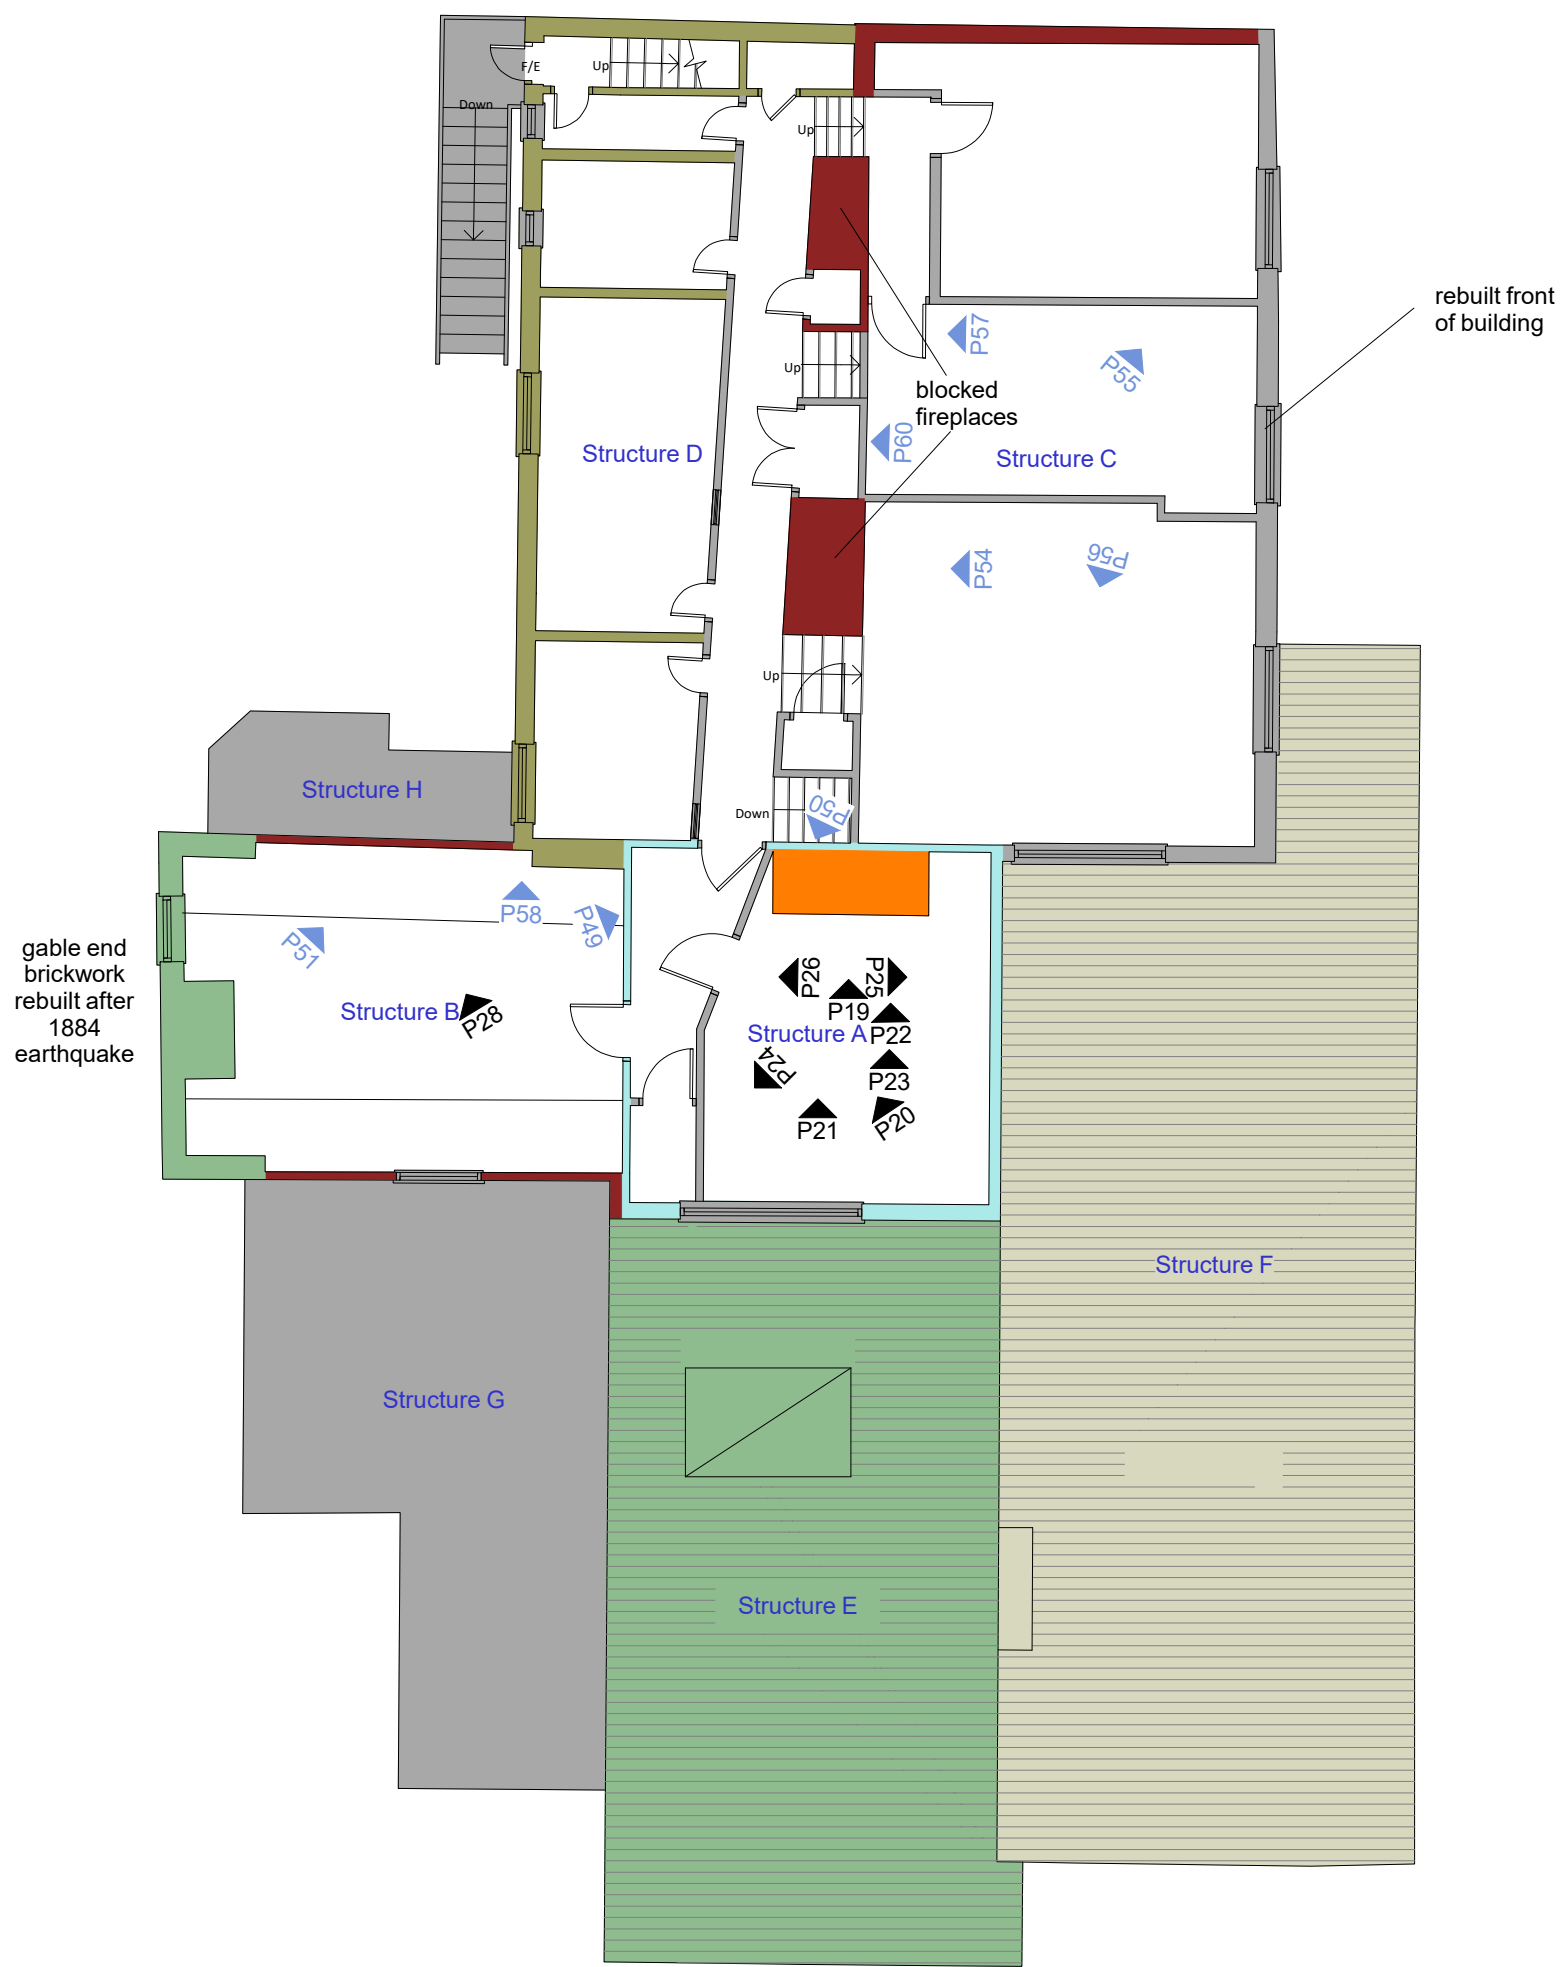 F/E
Up
Down
Up
rebuilt front
of building
P57
P55
Up
blocked
fireplaces
P60
Structure D
Structure C
P54
P56
Up
Structure H
Down
P50
P58
P49
P51
gable end
brickwork
rebuilt after
1884
earthquake
Structure B
P28
P26
P25
P19
Structure A
P22
P24
P23
P20
P21
Structure F
Structure G
Structure E